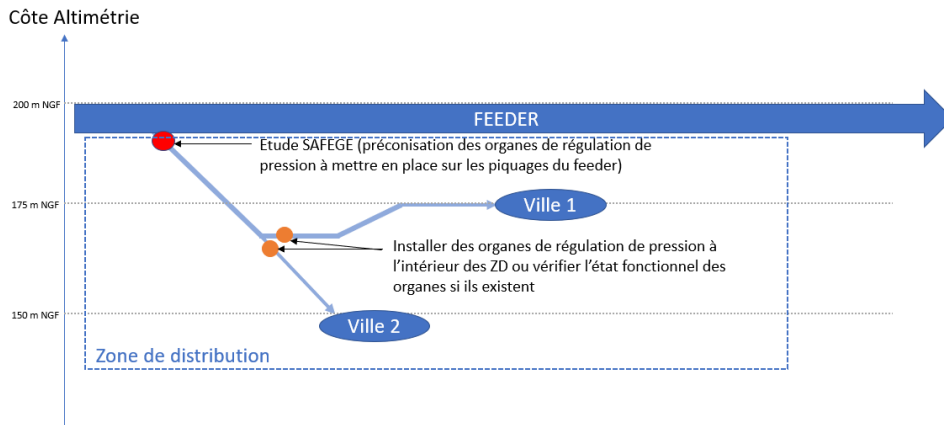 Côte Altimétrie
200 m NGF
FEEDER
Etude SAFEGE (préconisation des organes de régulation de
pression à mettre en place sur les piquages du feeder)
175 m NGF
Ville 1
Installer des organes de régulation de pression à
l'intérieur des ZD ou vérifier l'état fonctionnel des
organes si ils existent
150 m NGF
Ville 2
Zone de distribution